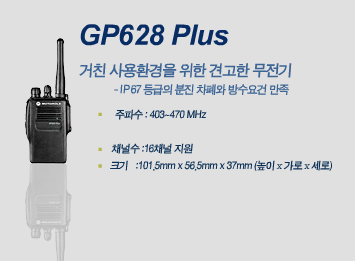 GP628 Plus
거친 사용환경을 위한 견고한 무전기
- IP67 등급의 분진 차폐와 방수요건 만족
주파수 : 403~470 MHz
채널수 :16채널 지원
크기 :101,5mm x 56,5mm x 37mm (높이 x 가로 x 세로)